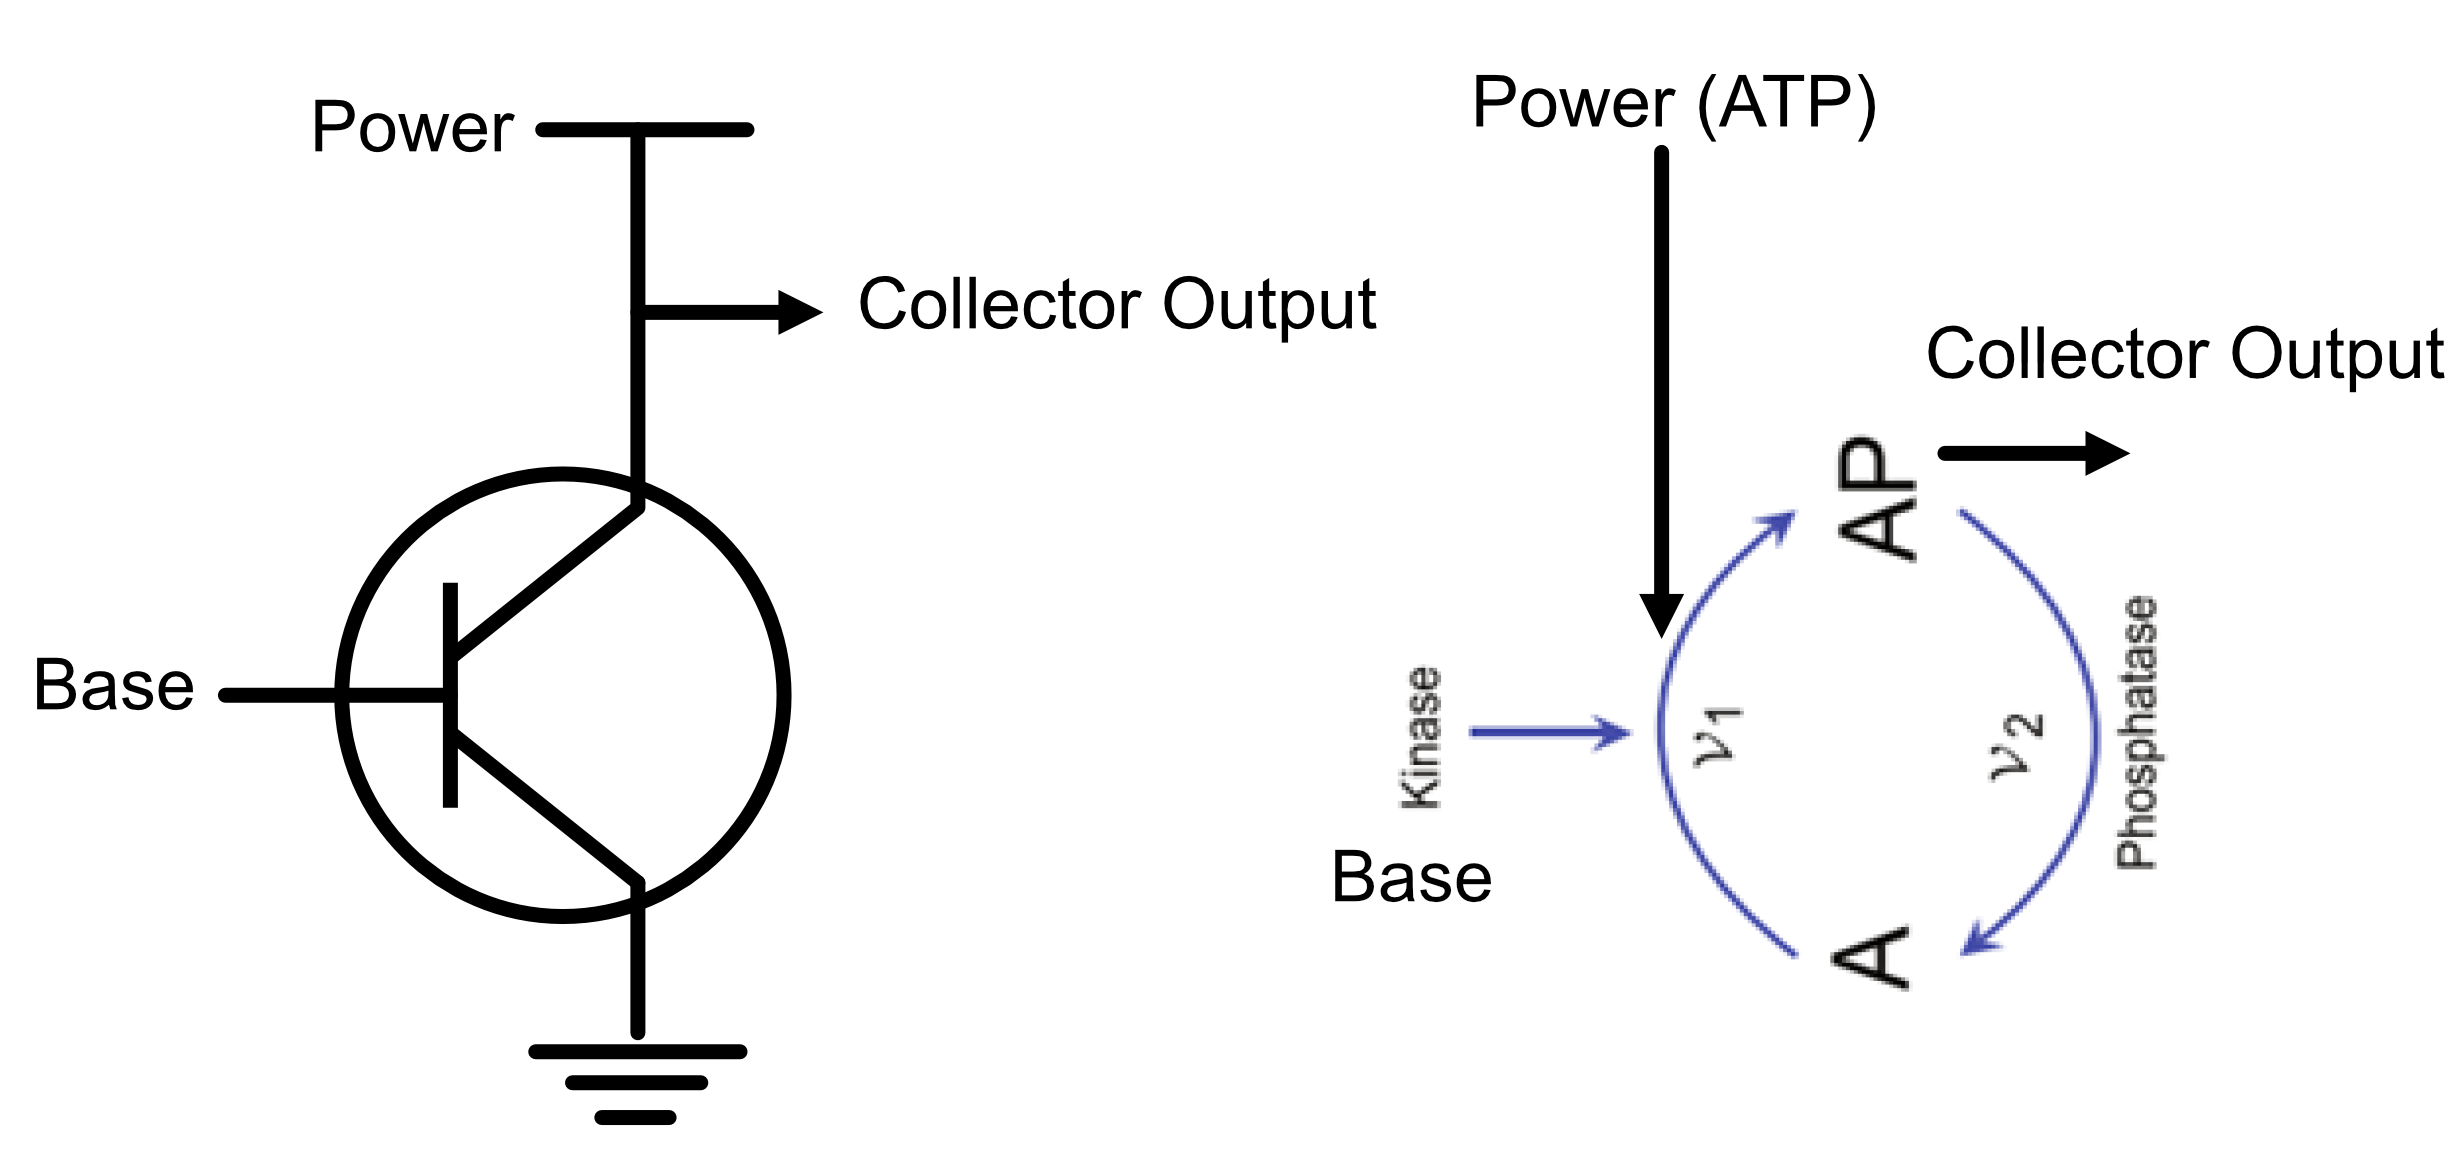 Power
Collector Output
Base
Power (ATP)
Collector Output
AP
Kinase
ν1
ν2
Phosphatase
Base
A